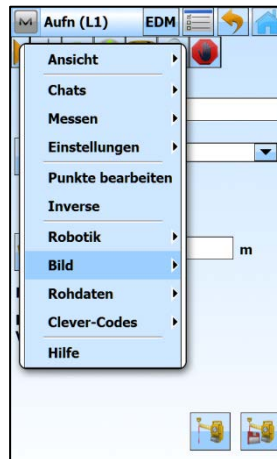 Aufn (L1) EDM
Ansicht
Chats
Messen
Einstellungen
Punkte bearbeiten
Inverse
Robotik
m
Bild
Rohdaten
Clever-Codes
Hilfe